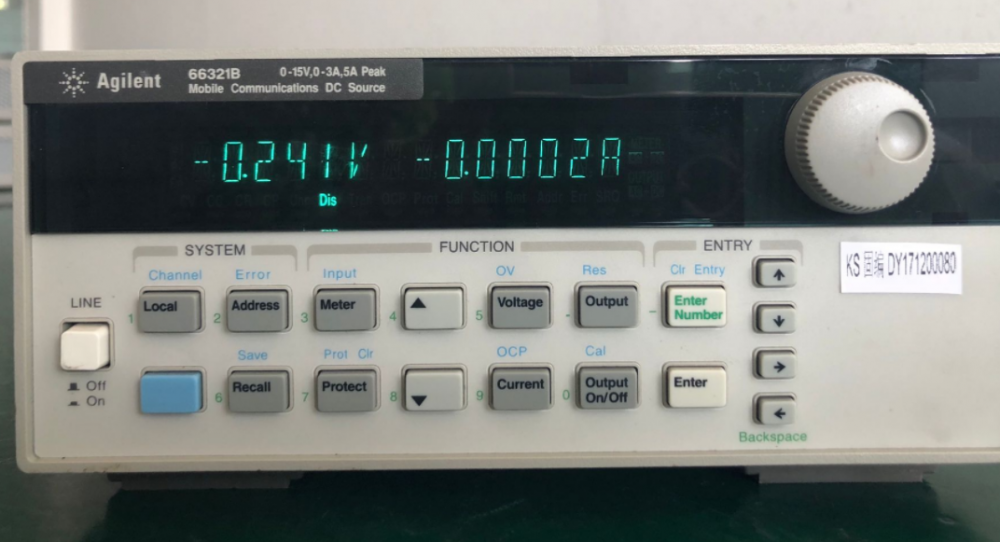 Agilent 66321B 0-15V,0-3A,5A Peak
Mobile Communications DC Source
-0.241V -0.0002A
Dis
SYSTEM FUNCTION ENTRY
Channel Error Input OV Res Clr Entry
LINE
1 Local 2 Address 3 Meter 4 ▲ 5 Voltage . Output - Enter Number ↑
↓
Off
On
Save Prot Clr OCP Cal
6 Recall 7 Protect 8 ▼ 9 Current 0 Output On/Off Enter →
←
Backspace
KS DY171200080